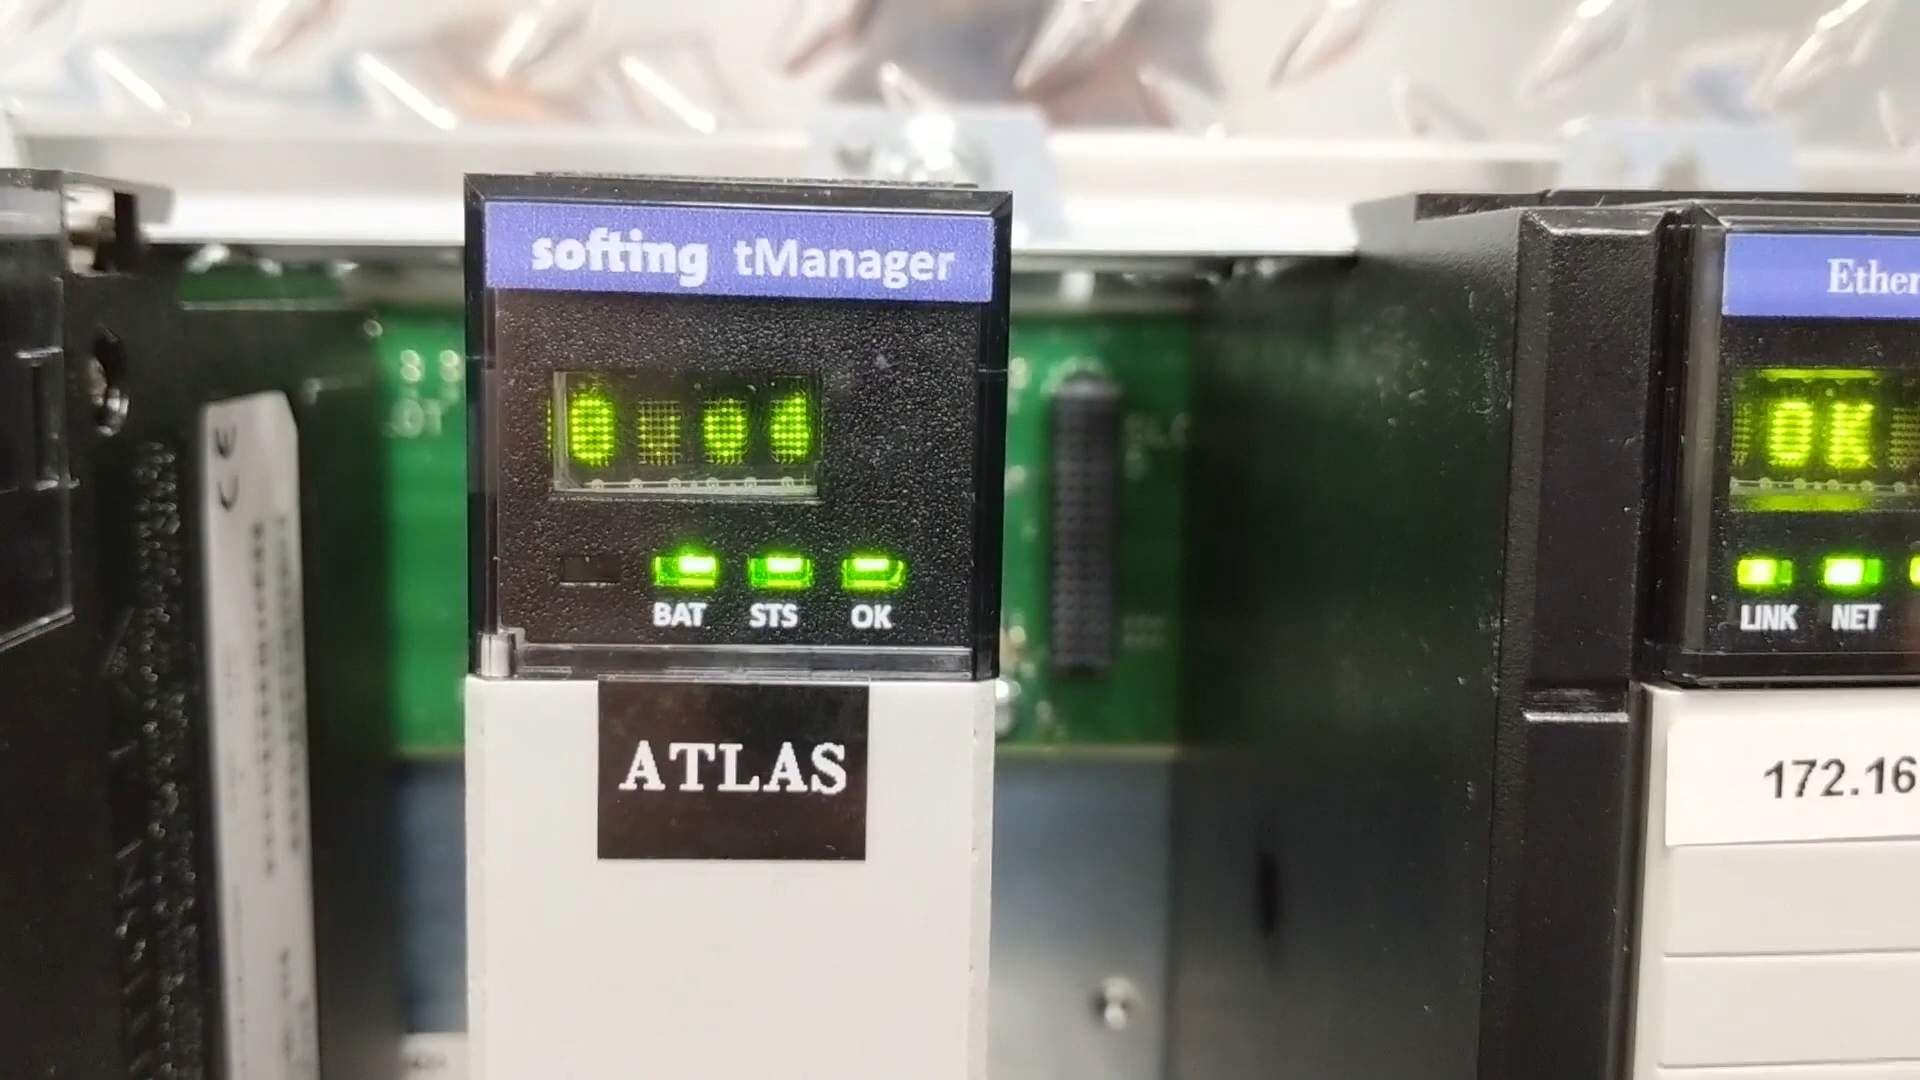 softing tManager
BAT STS OK
ATLAS
Ether
OK
LINK NET
172.16